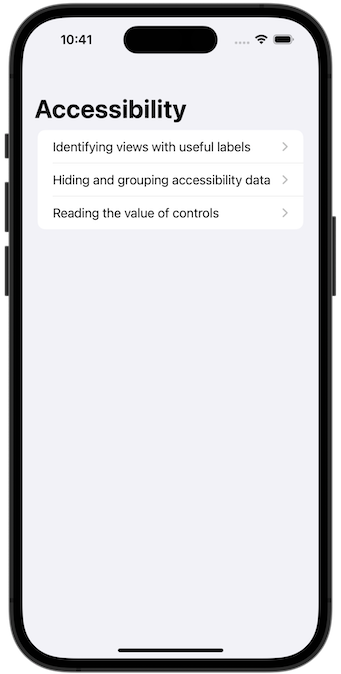 10:41
Accessibility
Identifying views with useful labels
Hiding and grouping accessibility data
Reading the value of controls